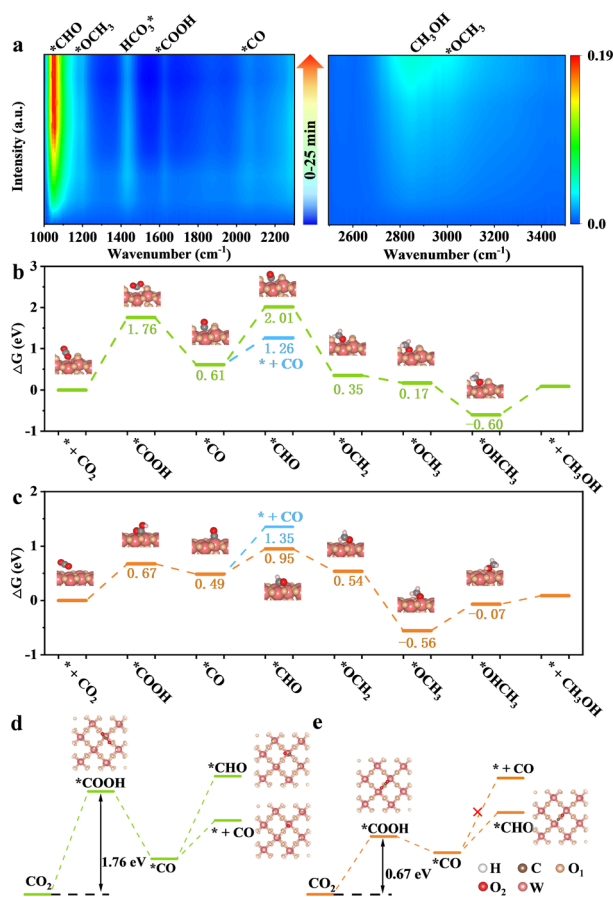 a
*CHO
*OCH₃
HCO₃*
*COOH
*CO
CH₃OH
*OCH₃
Intensity (a.u.)
0-25 min
0.19
0.0
1000 1400 1600 2000 2200
Wavenumber (cm⁻¹)
2600 3000 3400
Wavenumber (cm⁻¹)
b
ΔG (eV)
3
2
1
0
-1
1.76
0.61
2.01
1.26
* + CO
0.35
0.17
-0.60
* + CO₂
*COOH
*CO
*CHO
*OCH₂
*OCH₃
*OHCH₃
* + CH₃OH
c
ΔG (eV)
2
1
0
-1
0.67
0.49
* + CO
1.35
0.95
0.54
-0.56
-0.07
* + CO₂
*COOH
*CO
*CHO
*OCH₂
*OCH₃
*OHCH₃
* + CH₃OH
d
*COOH
*CHO
* + CO
*CO
1.76 eV
CO₂
e
*COOH
* + CO
*CHO
*CO
0.67 eV
CO₂
H C O₁
O₂ W